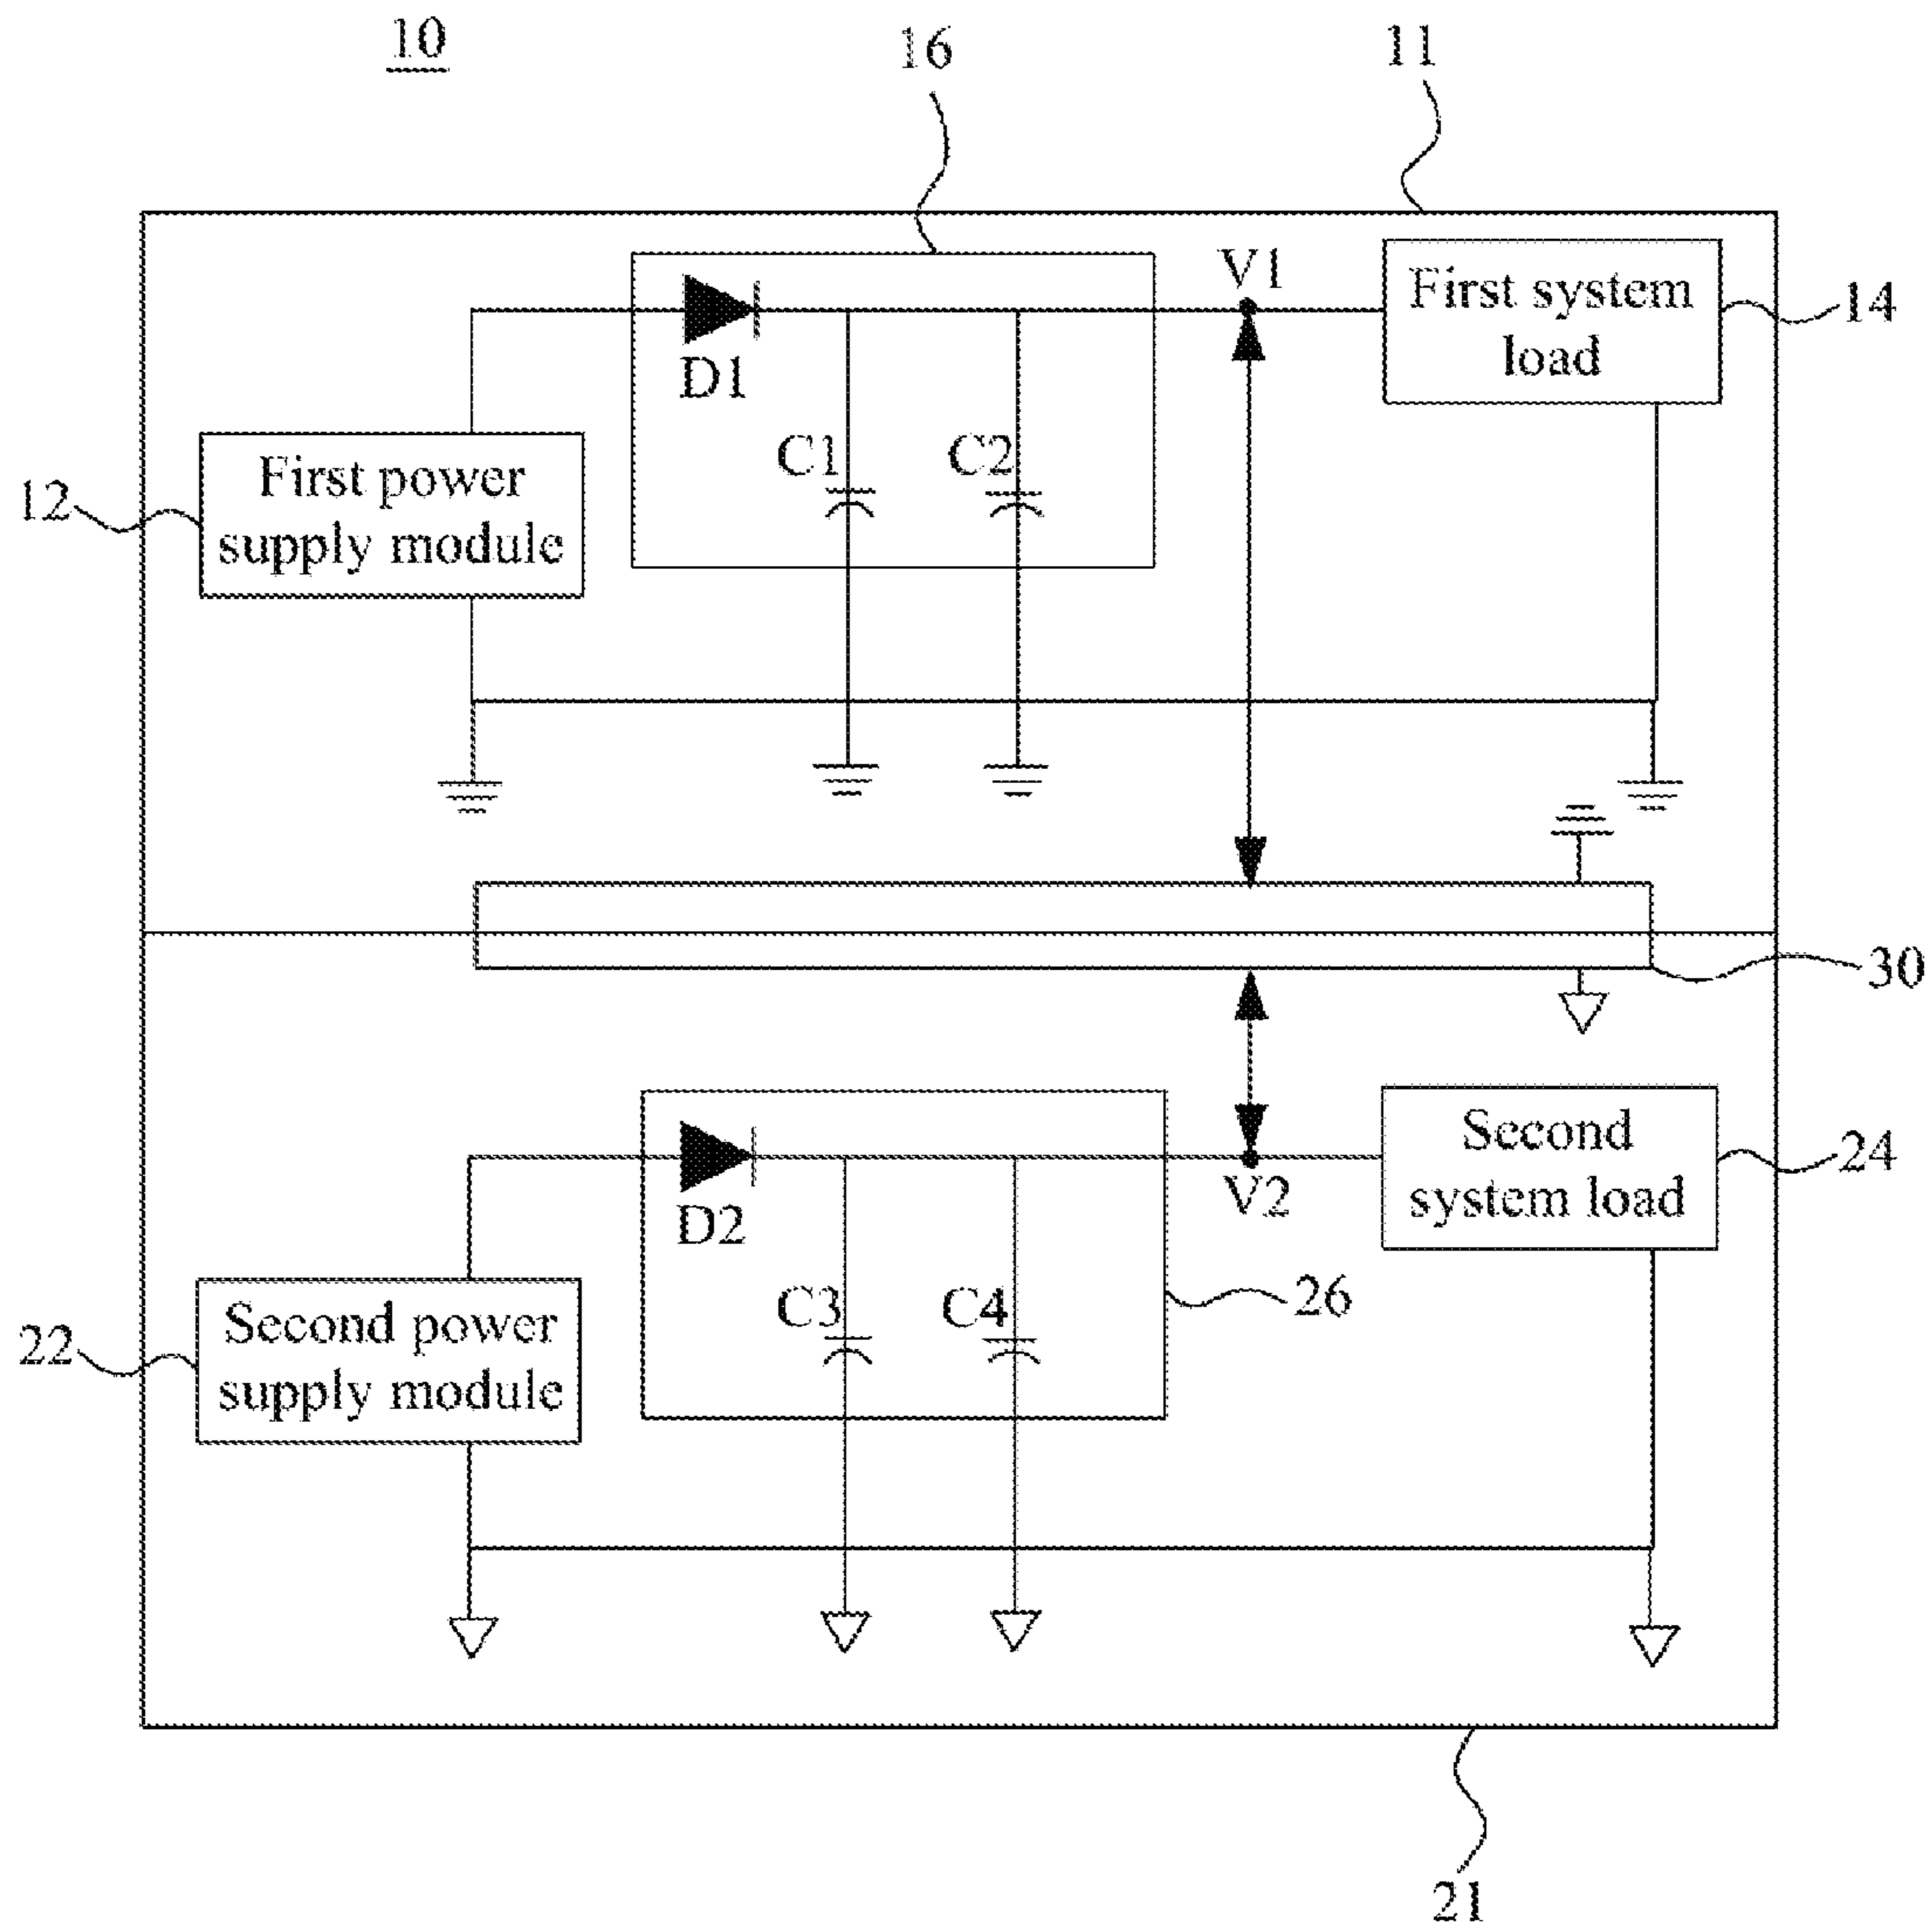 10
16
11
V1
First system
load
14
D1
C1
C2
First power
supply module
12
30
Second
system load
24
V2
D2
C3
C4
26
Second power
supply module
22
21